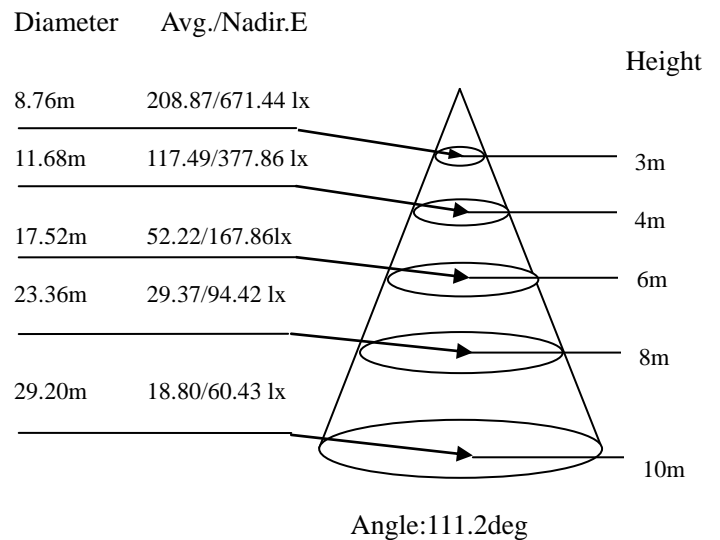 Diameter Avg./Nadir.E
Height
8.76m 208.87/671.44 lx
3m
11.68m 117.49/377.86 lx
4m
17.52m 52.22/167.86lx
6m
23.36m 29.37/94.42 lx
8m
29.20m 18.80/60.43 lx
10m
Angle:111.2deg